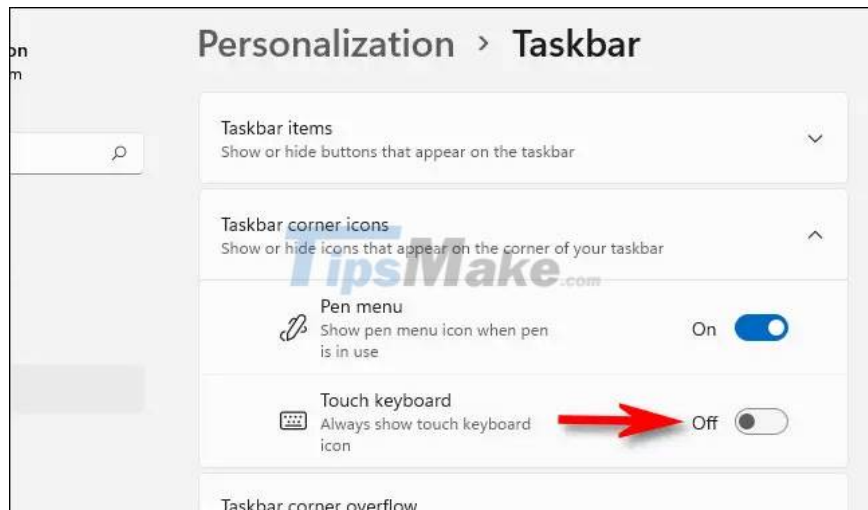 on
m
Personalization > Taskbar
Taskbar items
Show or hide buttons that appear on the taskbar
Taskbar corner icons
Show or hide icons that appear on the corner of your taskbar
TipsMake.com
Pen menu
Show pen menu icon when pen
is in use
On
Touch keyboard
Always show touch keyboard
icon
Off
Taskbar corner overflow